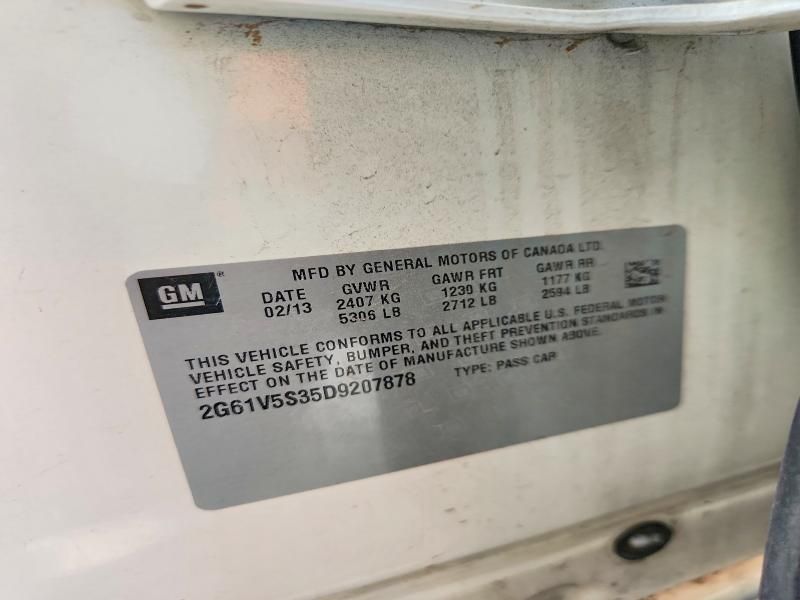 MFD BY GENERAL MOTORS OF CANADA LTD.
GM®
DATE GVWR GAWR FRT GAWR RR
02/13 2407 KG 1230 KG 1177 KG
5306 LB 2712 LB 2594 LB
THIS VEHICLE CONFORMS TO ALL APPLICABLE U.S. FEDERAL MOTOR
VEHICLE SAFETY, BUMPER, AND THEFT PREVENTION STANDARDS IN
EFFECT ON THE DATE OF MANUFACTURE SHOWN ABOVE.
2G61V5S35D9207878 TYPE: PASS CAR